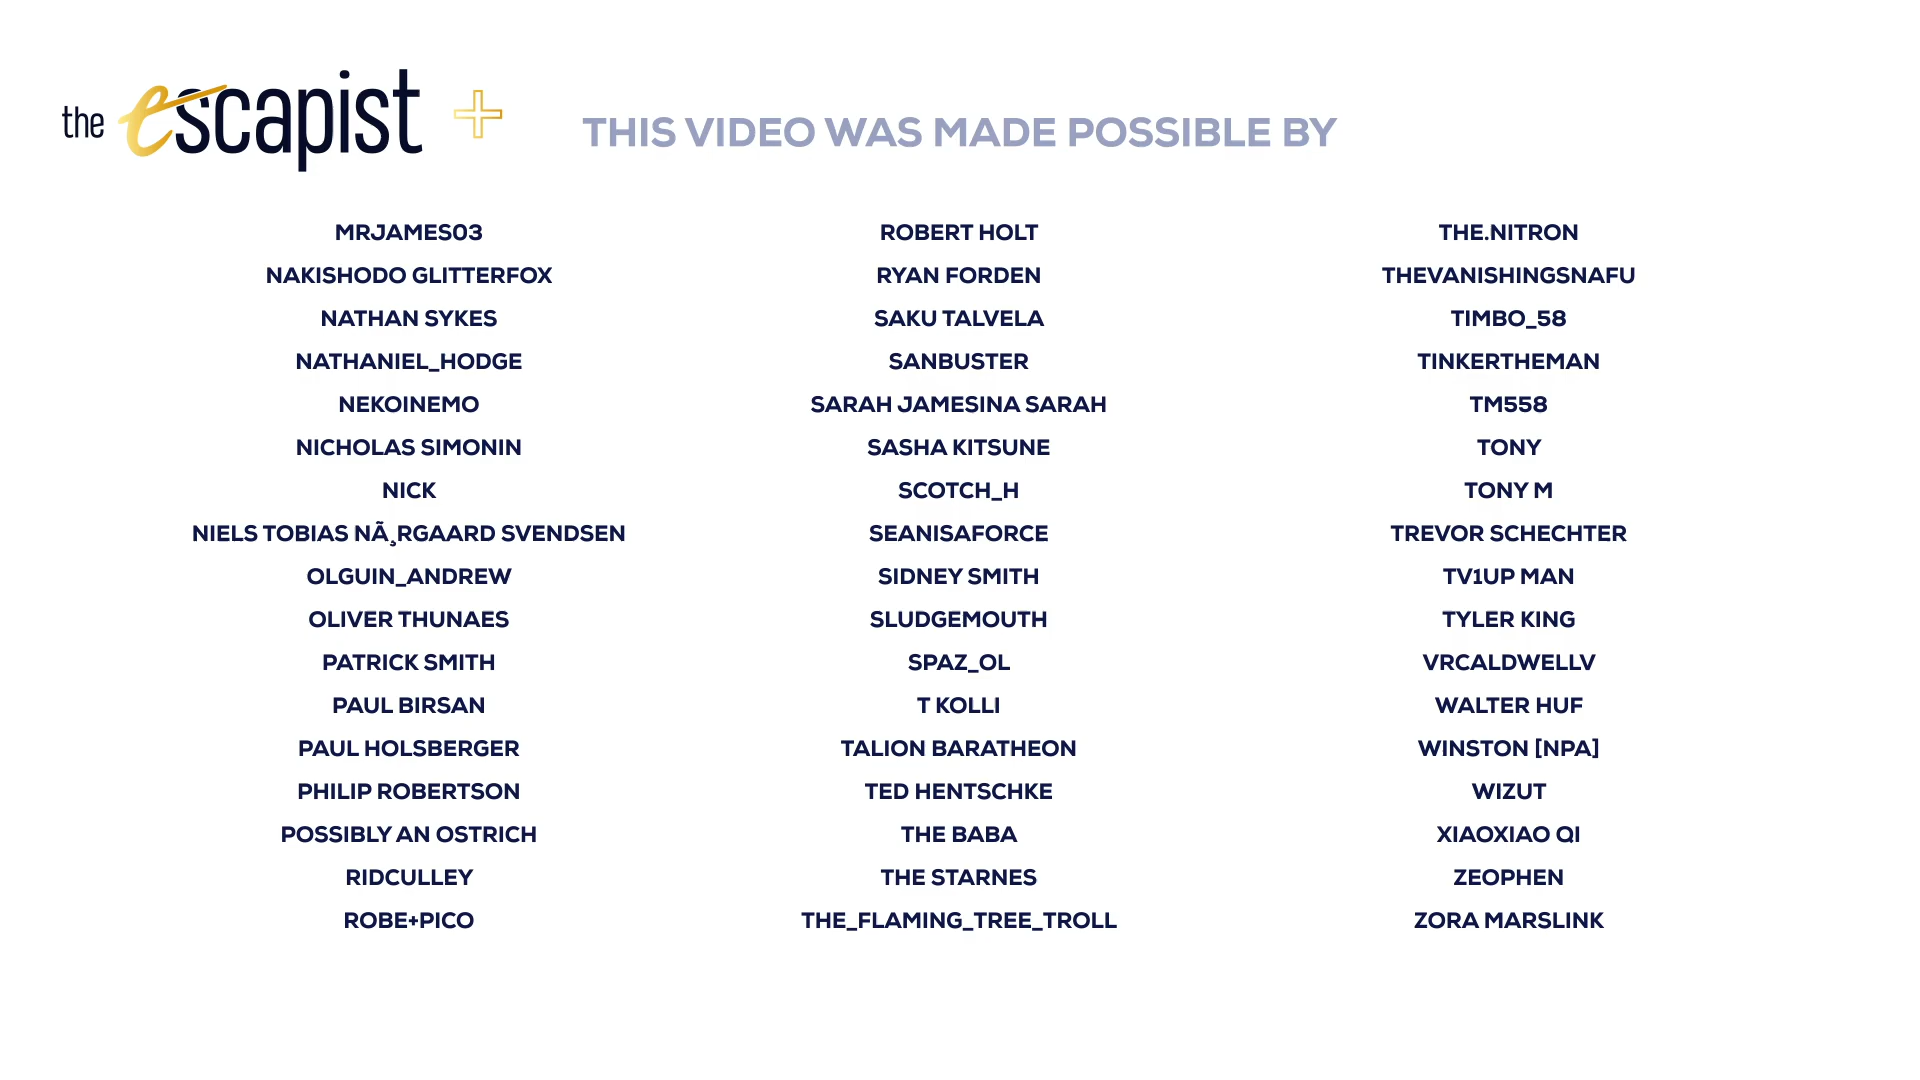 the escapist +
THIS VIDEO WAS MADE POSSIBLE BY
MRJAMES03
NAKISHODO GLITTERFOX
NATHAN SYKES
NATHANIEL_HODGE
NEKOINEMO
NICHOLAS SIMONIN
NICK
NIELS TOBIAS NÃ¸RGAARD SVENDSEN
OLGUIN_ANDREW
OLIVER THUNAES
PATRICK SMITH
PAUL BIRSAN
PAUL HOLSBERGER
PHILIP ROBERTSON
POSSIBLY AN OSTRICH
RIDCULLEY
ROBE+PICO
ROBERT HOLT
RYAN FORDEN
SAKU TALVELA
SANBUSTER
SARAH JAMESINA SARAH
SASHA KITSUNE
SCOTCH_H
SEANISAFORCE
SIDNEY SMITH
SLUDGEMOUTH
SPAZ_OL
T KOLLI
TALION BARATHEON
TED HENTSCHKE
THE BABA
THE STARNES
THE_FLAMING_TREE_TROLL
THE.NITRON
THEVANISHINGSNAFU
TIMBO_58
TINKERTHEMAN
TM558
TONY
TONY M
TREVOR SCHECHTER
TV1UP MAN
TYLER KING
VRCALDWELLV
WALTER HUF
WINSTON [NPA]
WIZUT
XIAOXIAO QI
ZEOPHEN
ZORA MARSLINK